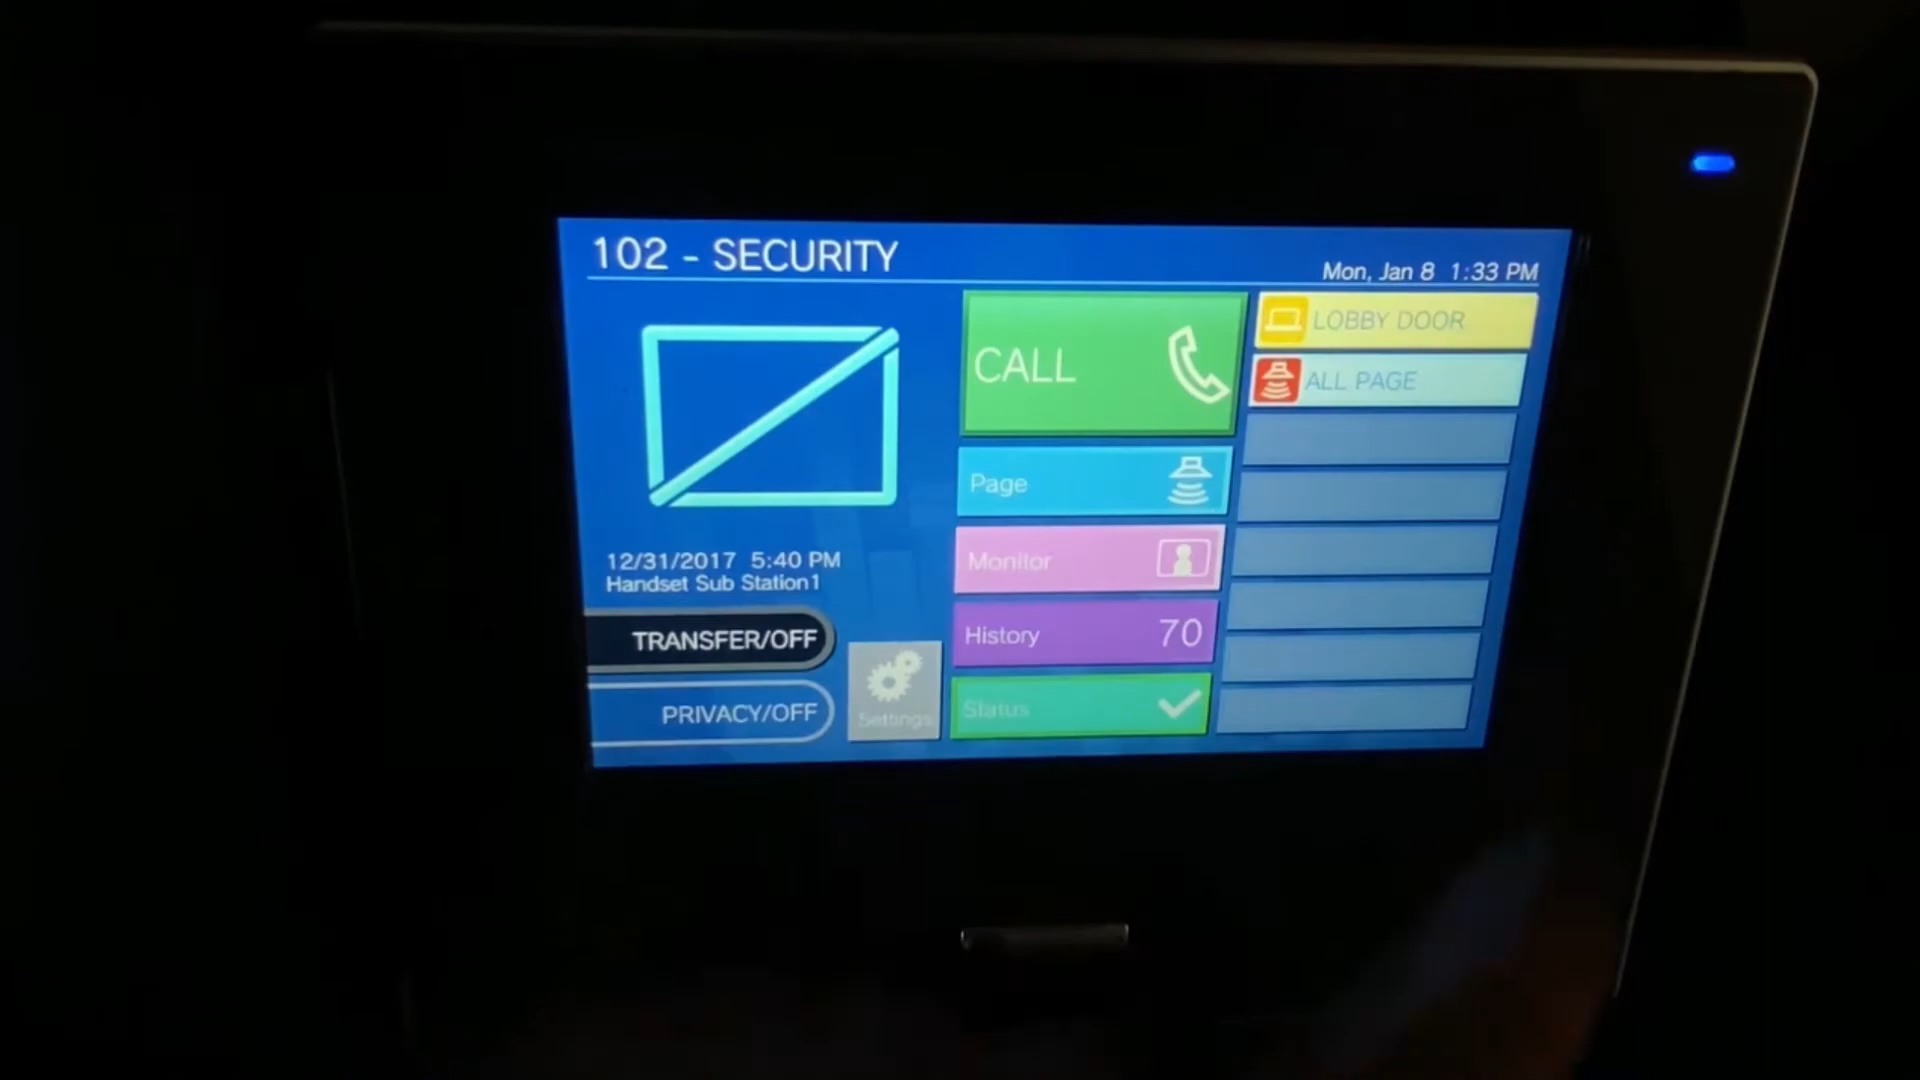 102 - SECURITY
Mon, Jan 8 1:33 PM
12/31/2017 5:40 PM
Handset Sub Station1
TRANSFER/OFF
PRIVACY/OFF
Settings
CALL
Page
Monitor
History 70
Status
LOBBY DOOR
ALL PAGE